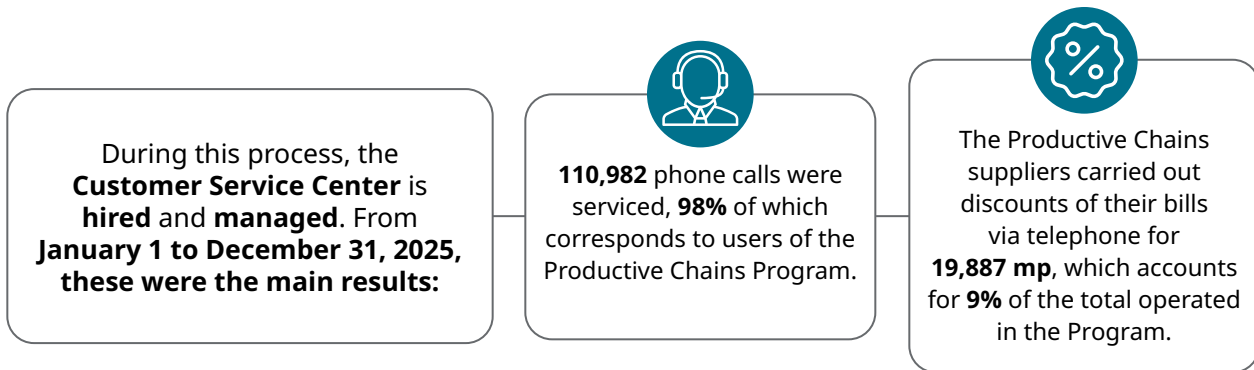 During this process, the
Customer Service Center is
hired and managed. From
January 1 to December 31, 2025,
these were the main results:
110,982 phone calls were
serviced, 98% of which
corresponds to users of the
Productive Chains Program.
The Productive Chains
suppliers carried out
discounts of their bills
via telephone for
19,887 mp, which accounts
for 9% of the total operated
in the Program.